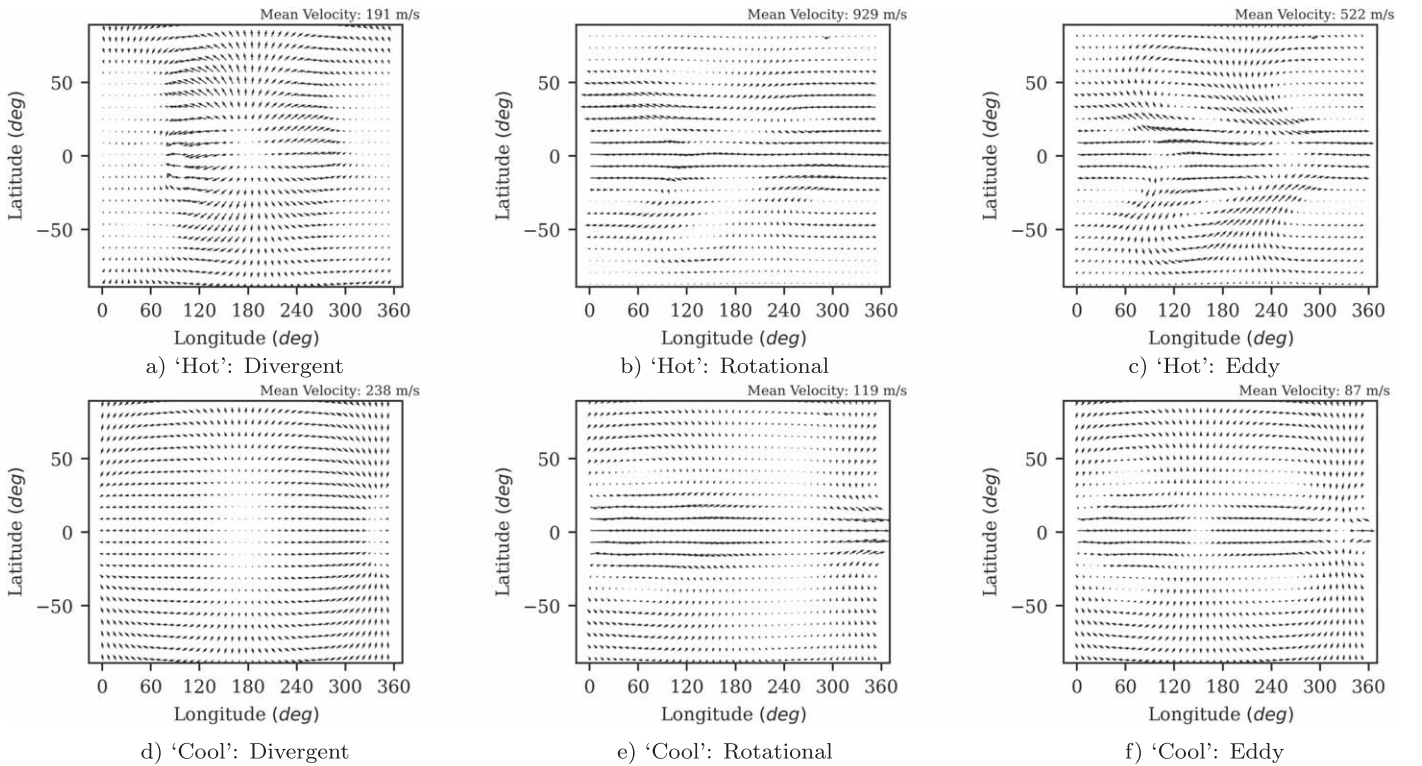 Mean Velocity: 191 m/s
50
0
−50
Latitude (deg)
0 60 120 180 240 300 360
Longitude (deg)
a) ‘Hot’: Divergent
Mean Velocity: 929 m/s
50
0
−50
Latitude (deg)
0 60 120 180 240 300 360
Longitude (deg)
b) ‘Hot’: Rotational
Mean Velocity: 522 m/s
50
0
−50
Latitude (deg)
0 60 120 180 240 300 360
Longitude (deg)
c) ‘Hot’: Eddy
Mean Velocity: 238 m/s
50
0
−50
Latitude (deg)
0 60 120 180 240 300 360
Longitude (deg)
d) ‘Cool’: Divergent
Mean Velocity: 119 m/s
50
0
−50
Latitude (deg)
0 60 120 180 240 300 360
Longitude (deg)
e) ‘Cool’: Rotational
Mean Velocity: 87 m/s
50
0
−50
Latitude (deg)
0 60 120 180 240 300 360
Longitude (deg)
f) ‘Cool’: Eddy